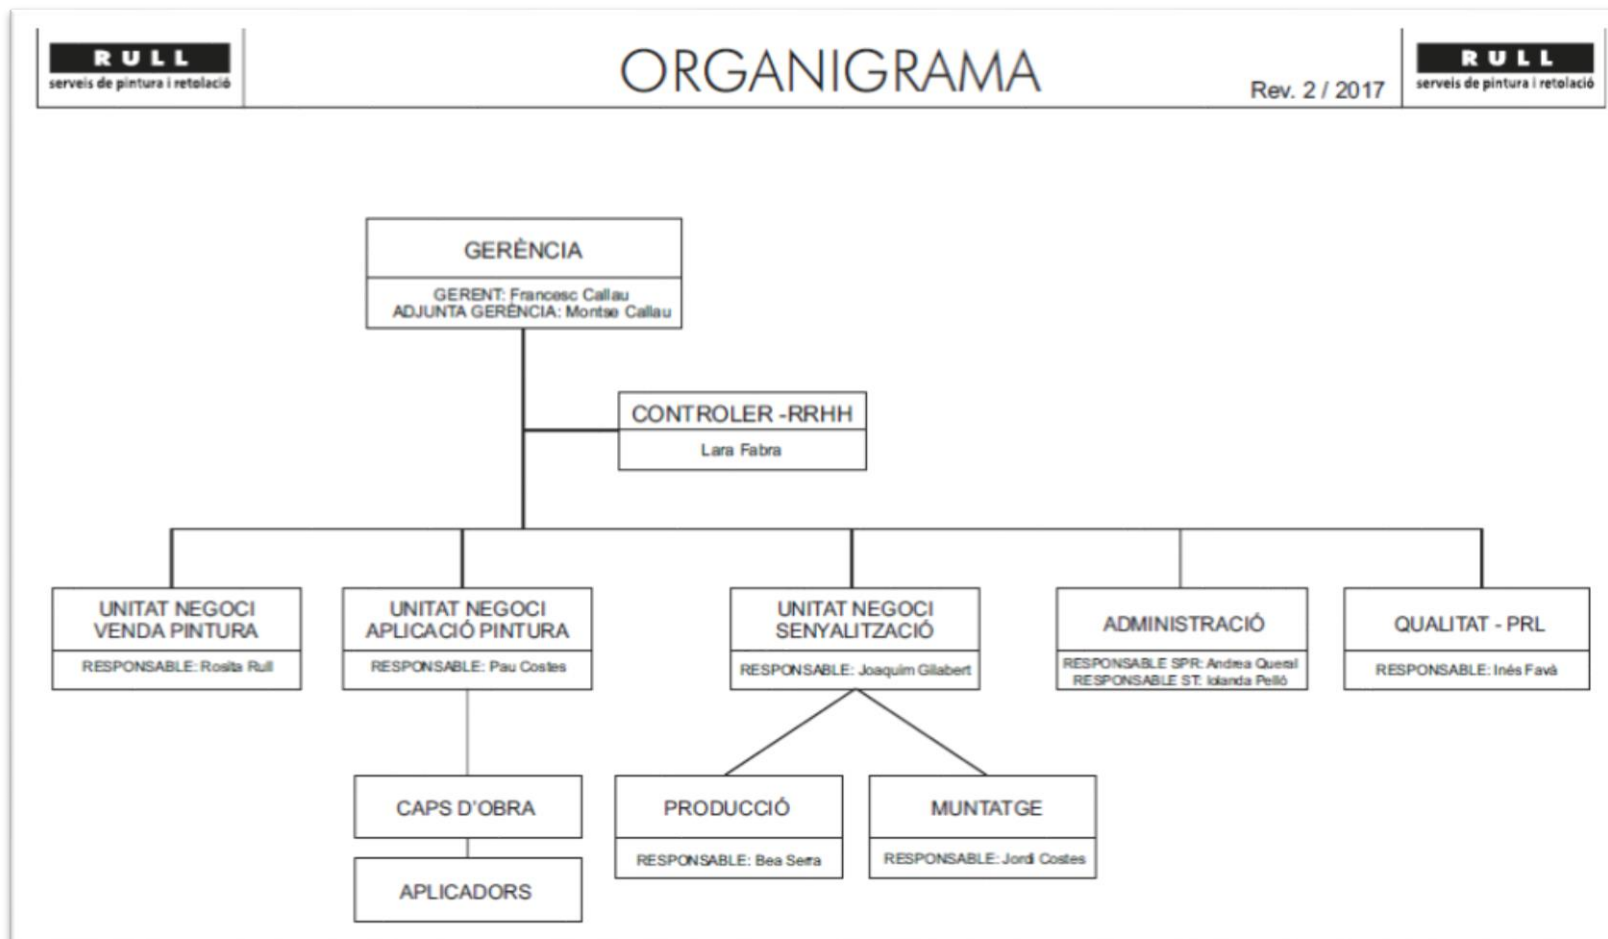 RULL
serveis de pintura i retolació
ORGANIGRAMA
Rev. 2 / 2017
RULL
serveis de pintura i retolació
GERÈNCIA
GERENT: Francesc Callau
ADJUNTA GERÈNCIA: Montse Callau
CONTROLER -RRHH
Lara Fabra
UNITAT NEGOCI
VENDA PINTURA
RESPONSABLE: Rosita Rull
UNITAT NEGOCI
APLICACIÓ PINTURA
RESPONSABLE: Pau Costes
UNITAT NEGOCI
SENYALITZACIÓ
RESPONSABLE: Joaquim Gilabert
ADMINISTRACIÓ
RESPONSABLE SPR: Andrea Queral
RESPONSABLE ST: Iolanda Pelló
QUALITAT - PRL
RESPONSABLE: Inés Favà
CAPS D'OBRA
APLICADORS
PRODUCCIÓ
RESPONSABLE: Bea Serra
MUNTATGE
RESPONSABLE: Jordi Costes